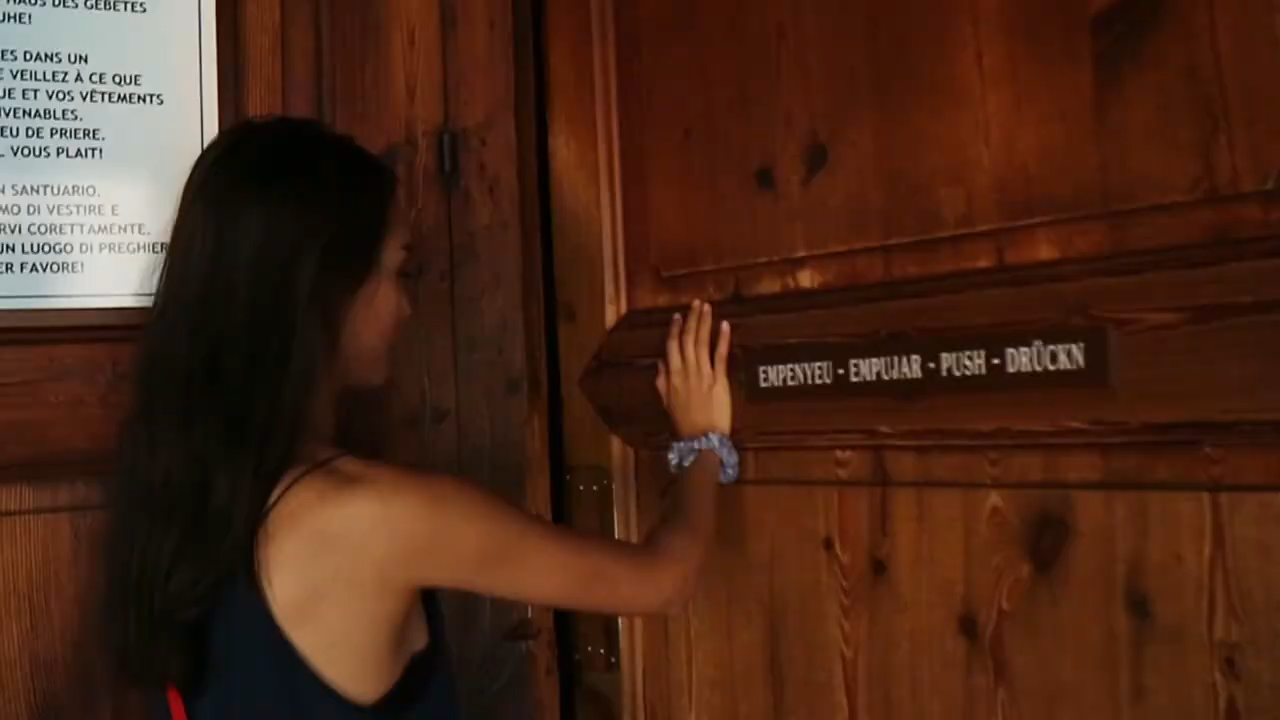 HAUS DES GEBETES
UHE!
ES DANS UN
E VEILLEZ À CE QUE
UE ET VOS VÊTEMENTS
NVENABLES.
EU DE PRIERE.
L VOUS PLAIT!
N SANTUARIO.
MO DI VESTIRE E
RVI CORETTAMENTE.
UN LUOGO DI PREGHIER
ER FAVORE!
EMPENYEU - EMPUJAR - PUSH - DRÜCKN